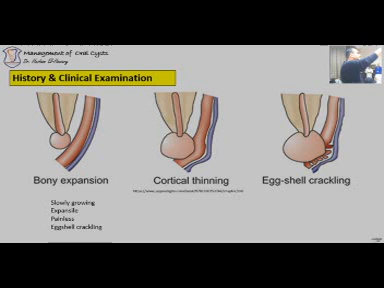 Management of Oral Cysts
History & Clinical Examination
Bony expansion
Cortical thinning
Egg-shell crackling
Slowly growing
Expansile
Painless
Eggshell crackling